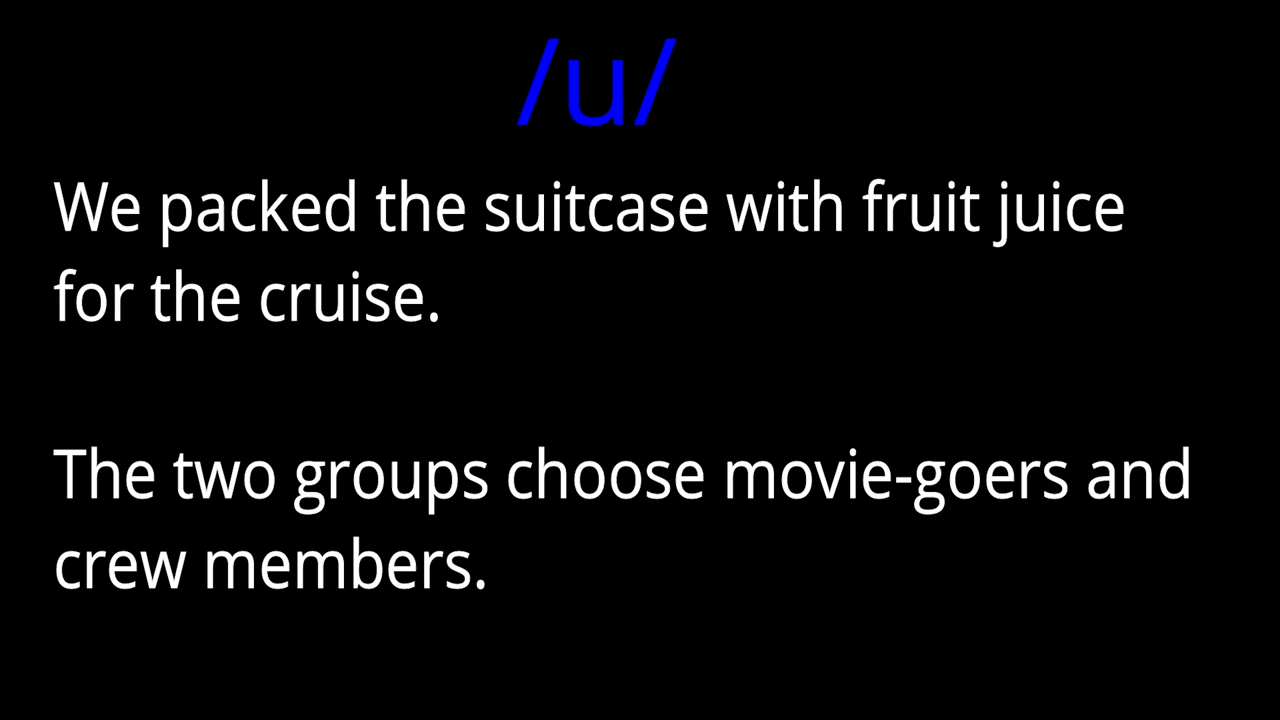 /u/
We packed the suitcase with fruit juice
for the cruise.
The two groups choose movie-goers and
crew members.